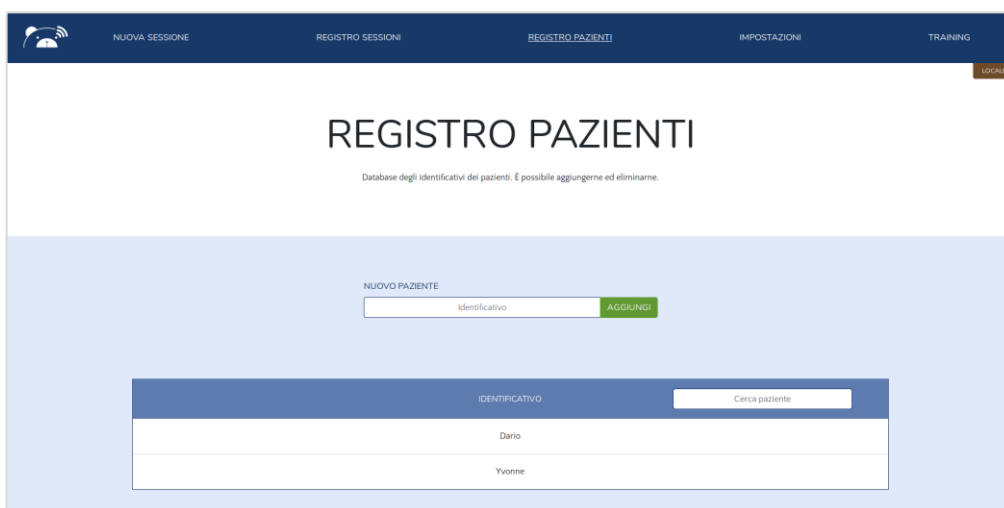 NUOVA SESSIONE REGISTRO SESSIONI REGISTRO PAZIENTI IMPOSTAZIONI TRAINING
REGISTRO PAZIENTI
Database degli identificativi dei pazienti. È possibile aggiungerne ed eliminarne.
NUOVO PAZIENTE
Identificativo AGGIUNGI
IDENTIFICATIVO Cerca paziente
Dario
Yvonne